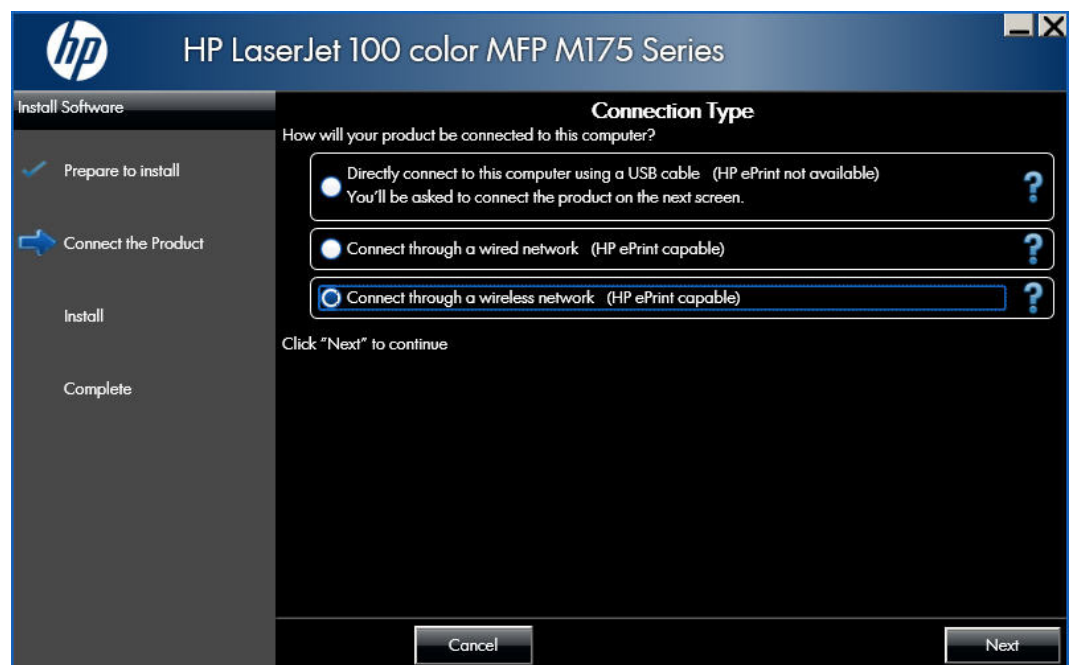 hp
HP LaserJet 100 color MFP M175 Series
Install Software
Prepare to install
Connect the Product
Install
Complete
Connection Type
How will your product be connected to this computer?
Directly connect to this computer using a USB cable (HP ePrint not available)
You'll be asked to connect the product on the next screen.
?
Connect through a wired network (HP ePrint capable)
?
Connect through a wireless network (HP ePrint capable)
?
Click "Next" to continue
Cancel
Next